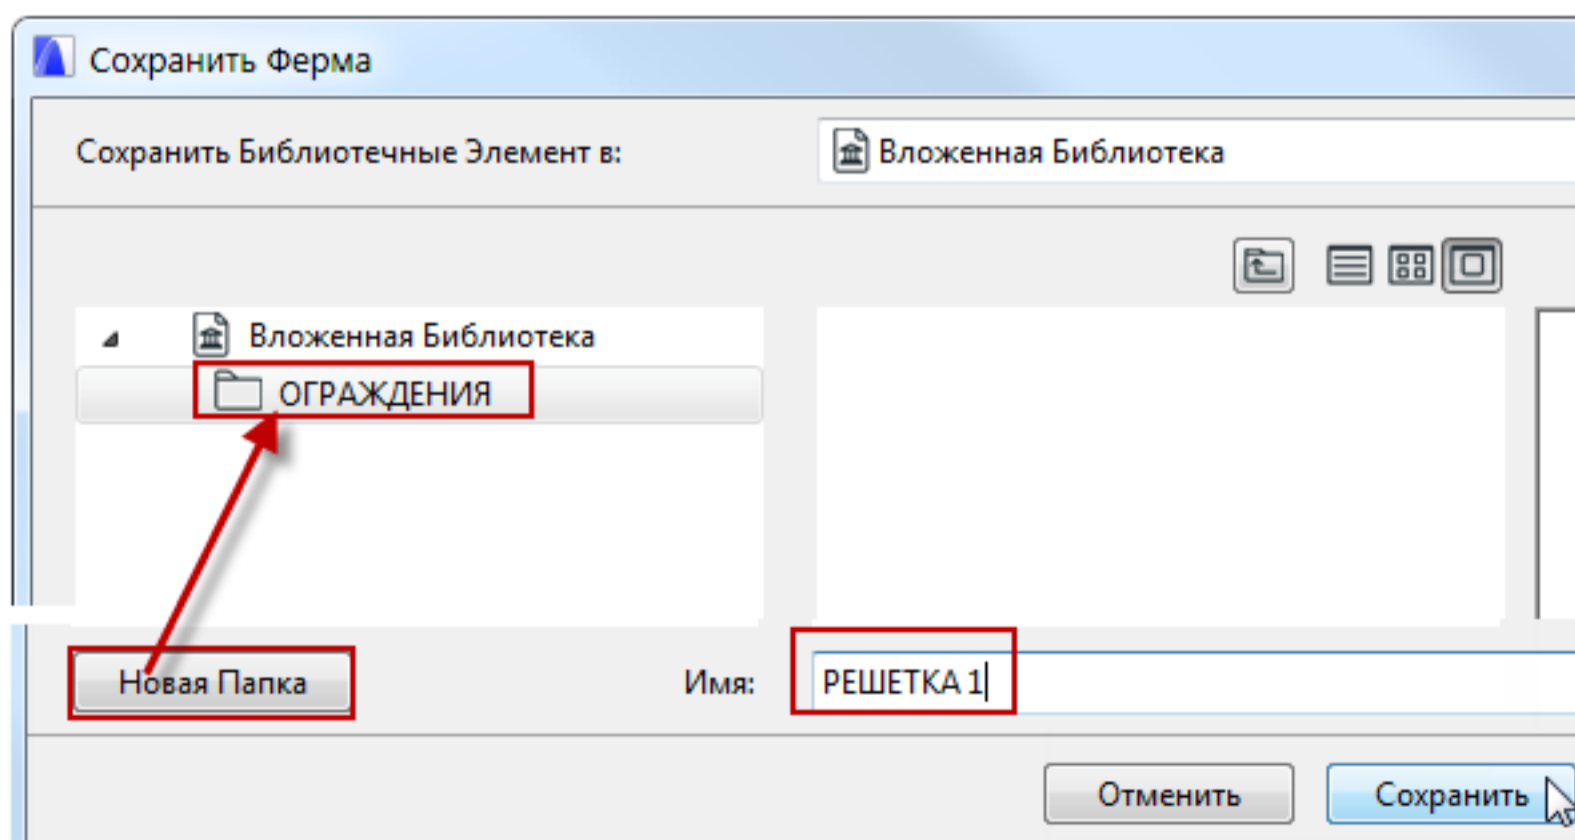 Сохранить Ферма
Сохранить Библиотечные Элемент в:
Вложенная Библиотека
Вложенная Библиотека
ОГРАЖДЕНИЯ
Новая Папка
Имя:
РЕШЕТКА 1
Отменить
Сохранить